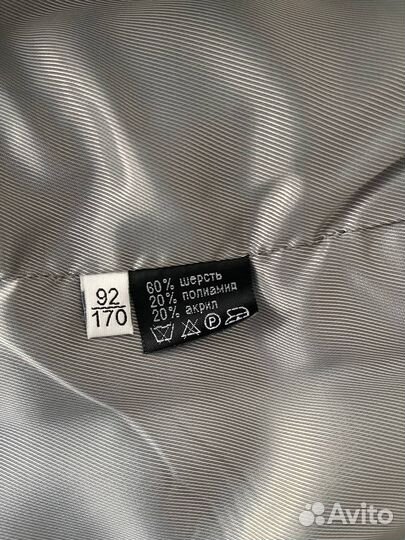 92
170
60% шерсть
20% полиамид
20% акрил
P
Avito